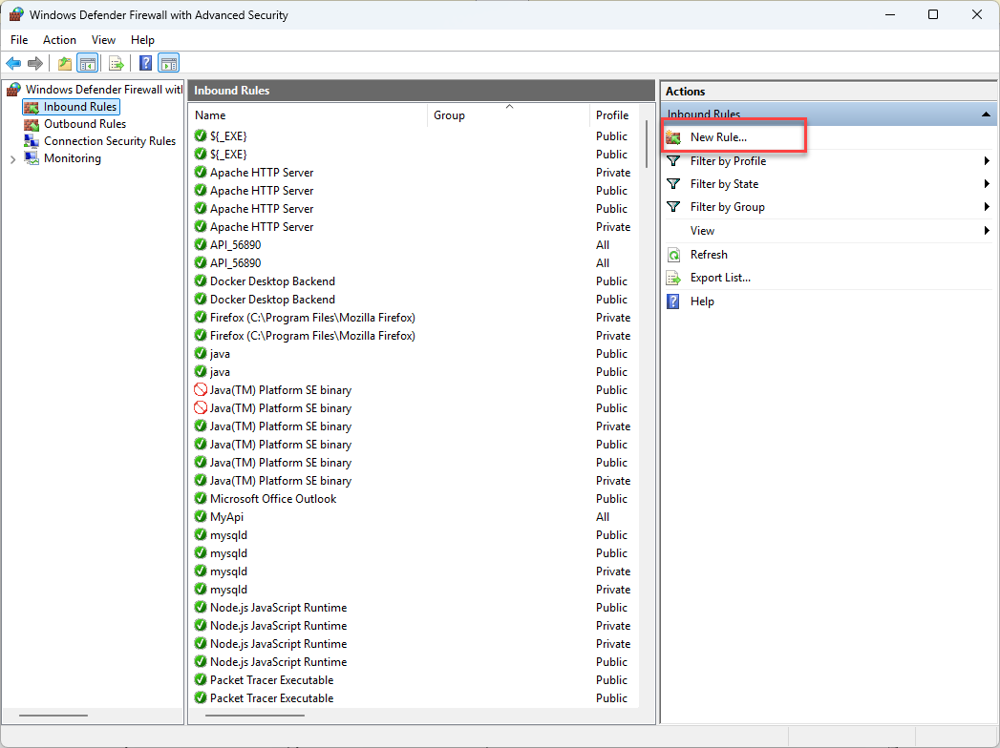 Windows Defender Firewall with Advanced Security
File Action View Help
Windows Defender Firewall with
Inbound Rules
Outbound Rules
Connection Security Rules
Monitoring
Inbound Rules
Name Group Profile
${_EXE} Public
${_EXE} Public
Apache HTTP Server Private
Apache HTTP Server Public
Apache HTTP Server Public
Apache HTTP Server Private
API_56890 All
API_56890 All
Docker Desktop Backend Public
Docker Desktop Backend Public
Firefox (C:\Program Files\Mozilla Firefox) Private
Firefox (C:\Program Files\Mozilla Firefox) Private
java Public
java Public
Java(TM) Platform SE binary Public
Java(TM) Platform SE binary Public
Java(TM) Platform SE binary Private
Java(TM) Platform SE binary Public
Java(TM) Platform SE binary Public
Java(TM) Platform SE binary Private
Microsoft Office Outlook Public
MyApi All
mysqld Public
mysqld Public
mysqld Private
mysqld Private
Node.js JavaScript Runtime Public
Node.js JavaScript Runtime Private
Node.js JavaScript Runtime Private
Node.js JavaScript Runtime Public
Packet Tracer Executable Public
Packet Tracer Executable Public
Actions
Inbound Rules
New Rule...
Filter by Profile
Filter by State
Filter by Group
View
Refresh
Export List...
Help